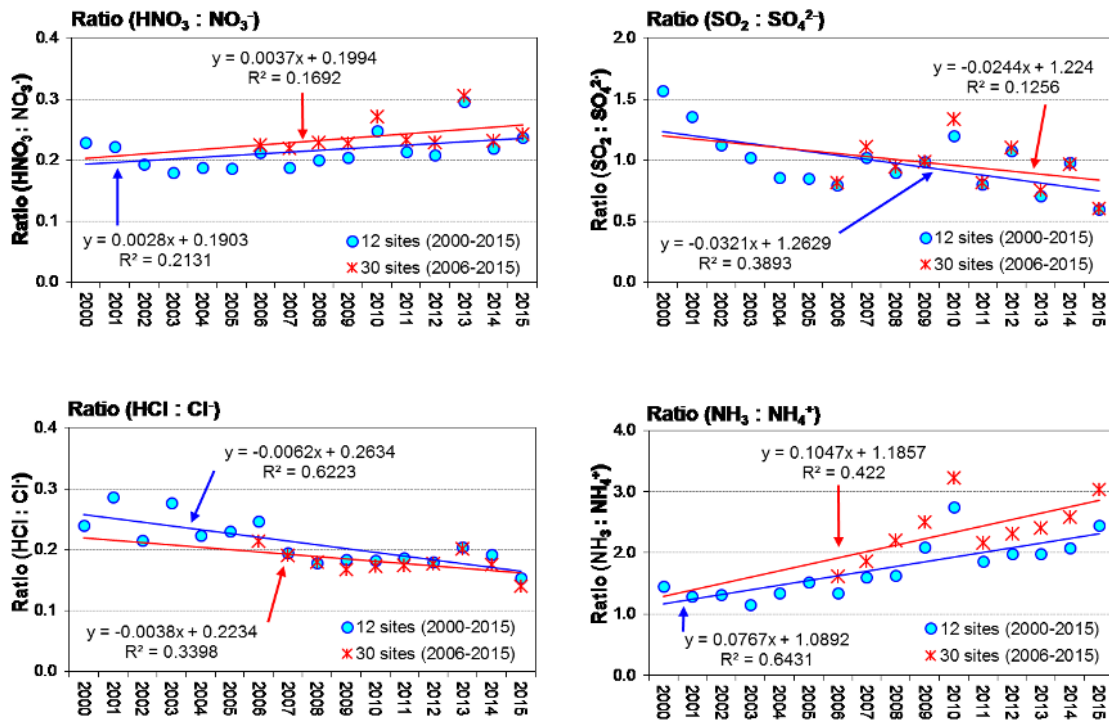 Ratio (HNO₃ : NO₃⁻)
Ratio (HNO₃ : NO₃⁻)
0.4
0.3
0.2
0.1
0.0
y = 0.0037x + 0.1994
R² = 0.1692
y = 0.0028x + 0.1903
R² = 0.2131
12 sites (2000-2015)
30 sites (2006-2015)
2000 2001 2002 2003 2004 2005 2006 2007 2008 2009 2010 2011 2012 2013 2014 2015
Ratio (SO₂ : SO₄²⁻)
Ratio (SO₂ : SO₄²⁻)
2.0
1.5
1.0
0.5
0.0
y = -0.0244x + 1.224
R² = 0.1256
y = -0.0321x + 1.2629
R² = 0.3893
12 sites (2000-2015)
30 sites (2006-2015)
2000 2001 2002 2003 2004 2005 2006 2007 2008 2009 2010 2011 2012 2013 2014 2015
Ratio (HCl : Cl⁻)
Ratio (HCl : Cl⁻)
0.4
0.3
0.2
0.1
0.0
y = -0.0062x + 0.2634
R² = 0.6223
y = -0.0038x + 0.2234
R² = 0.3398
12 sites (2000-2015)
30 sites (2006-2015)
2000 2001 2002 2003 2004 2005 2006 2007 2008 2009 2010 2011 2012 2013 2014 2015
Ratio (NH₃ : NH₄⁺)
Ratio (NH₃ : NH₄⁺)
4.0
3.0
2.0
1.0
0.0
y = 0.1047x + 1.1857
R² = 0.422
y = 0.0767x + 1.0892
R² = 0.6431
12 sites (2000-2015)
30 sites (2006-2015)
2000 2001 2002 2003 2004 2005 2006 2007 2008 2009 2010 2011 2012 2013 2014 2015